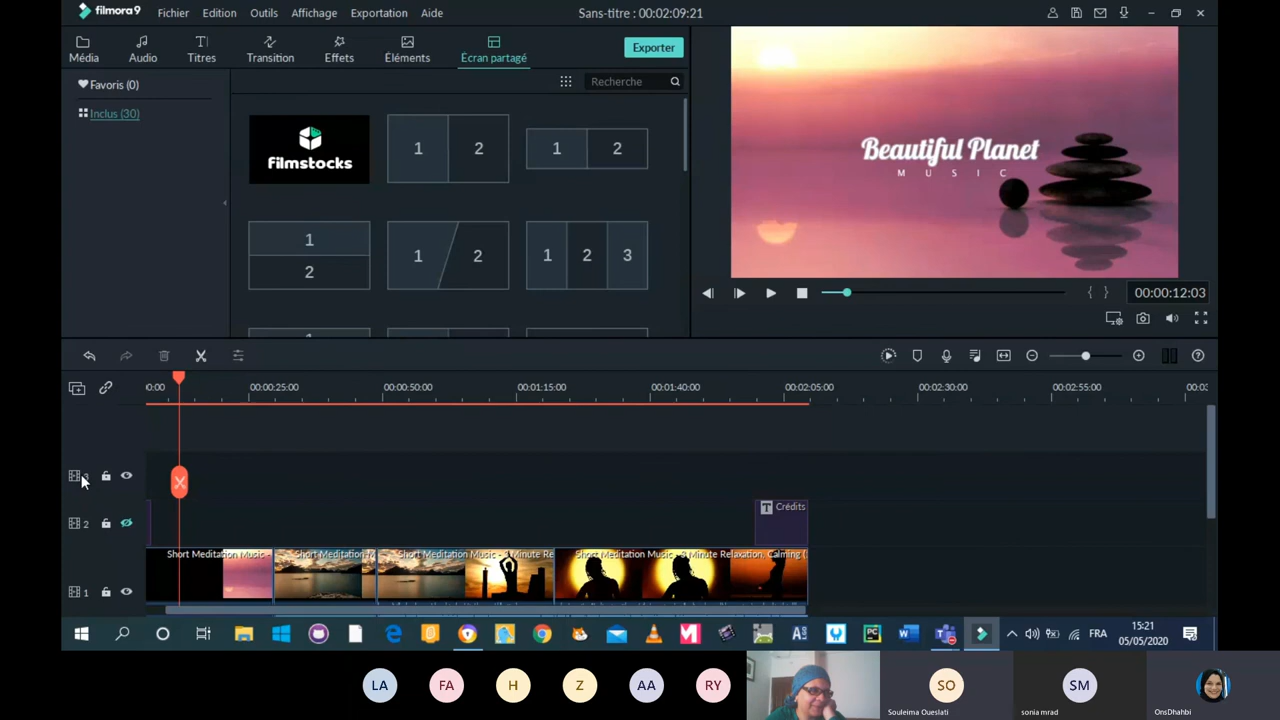 filmora9
Fichier Edition Outils Affichage Exportation Aide
Sans-titre : 00:02:09:21
Média Audio Titres Transition Effets Éléments Écran partagé
Exporter
Favoris (0)
Inclus (30)
Recherche
filmstocks
1 2
1 2
1
2
1 2
1 2 3
Beautiful Planet
MUSIC
00:00:12:03
00:00:25:00 00:00:50:00 00:01:15:00 00:01:40:00 00:02:05:00 00:02:30:00 00:02:55:00
3
2
Crédits
1
Short Meditation Music -
Short Meditation M
Short Meditation Music - 3 Minute Re
Short Meditation Music - 3 Minute Relaxation, Calming (
FRA
15:21
05/05/2020
LA FA H Z AA RY SO SM
Souleima Oueslati
sonia mrad
OnsDhahbi